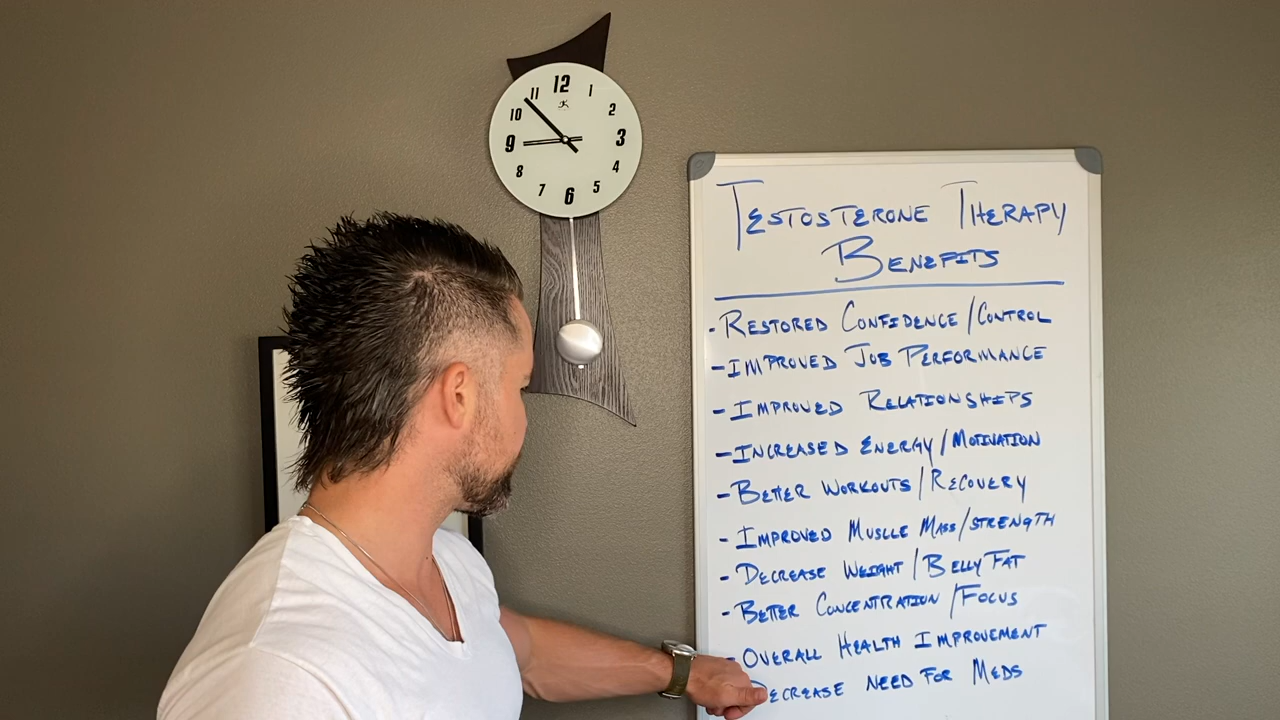 12
11
1
10
2
9
3
8
4
7
5
6
TESTOSTERONE THERAPY
BENEFITS
- RESTORED CONFIDENCE / CONTROL
- IMPROVED JOB PERFORMANCE
- IMPROVED RELATIONSHIPS
- INCREASED ENERGY / MOTIVATION
- BETTER WORKOUTS / RECOVERY
- IMPROVED MUSCLE MASS / STRENGTH
- DECREASE WEIGHT / BELLY FAT
- BETTER CONCENTRATION / FOCUS
- OVERALL HEALTH IMPROVEMENT
DECREASE NEED FOR MEDS